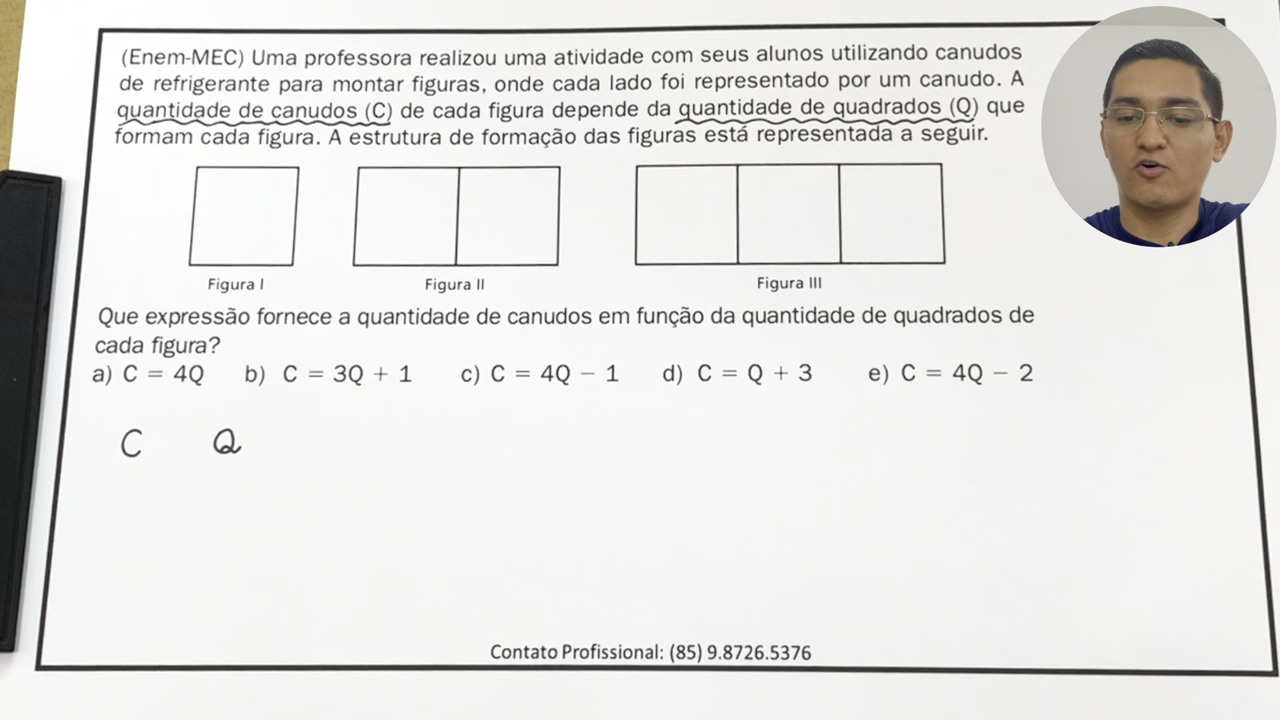 (Enem-MEC) Uma professora realizou uma atividade com seus alunos utilizando canudos
de refrigerante para montar figuras, onde cada lado foi representado por um canudo. A
quantidade de canudos (C) de cada figura depende da quantidade de quadrados (Q) que
formam cada figura. A estrutura de formação das figuras está representada a seguir.
Figura I Figura II Figura III
Que expressão fornece a quantidade de canudos em função da quantidade de quadrados de
cada figura?
a) C = 4Q b) C = 3Q + 1 c) C = 4Q − 1 d) C = Q + 3 e) C = 4Q − 2
C Q
Contato Profissional: (85) 9.8726.5376